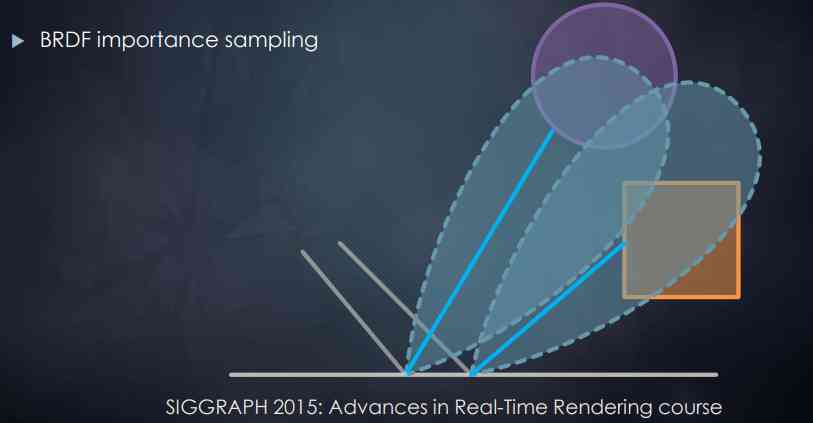 BRDF importance sampling
SIGGRAPH 2015: Advances in Real-Time Rendering course